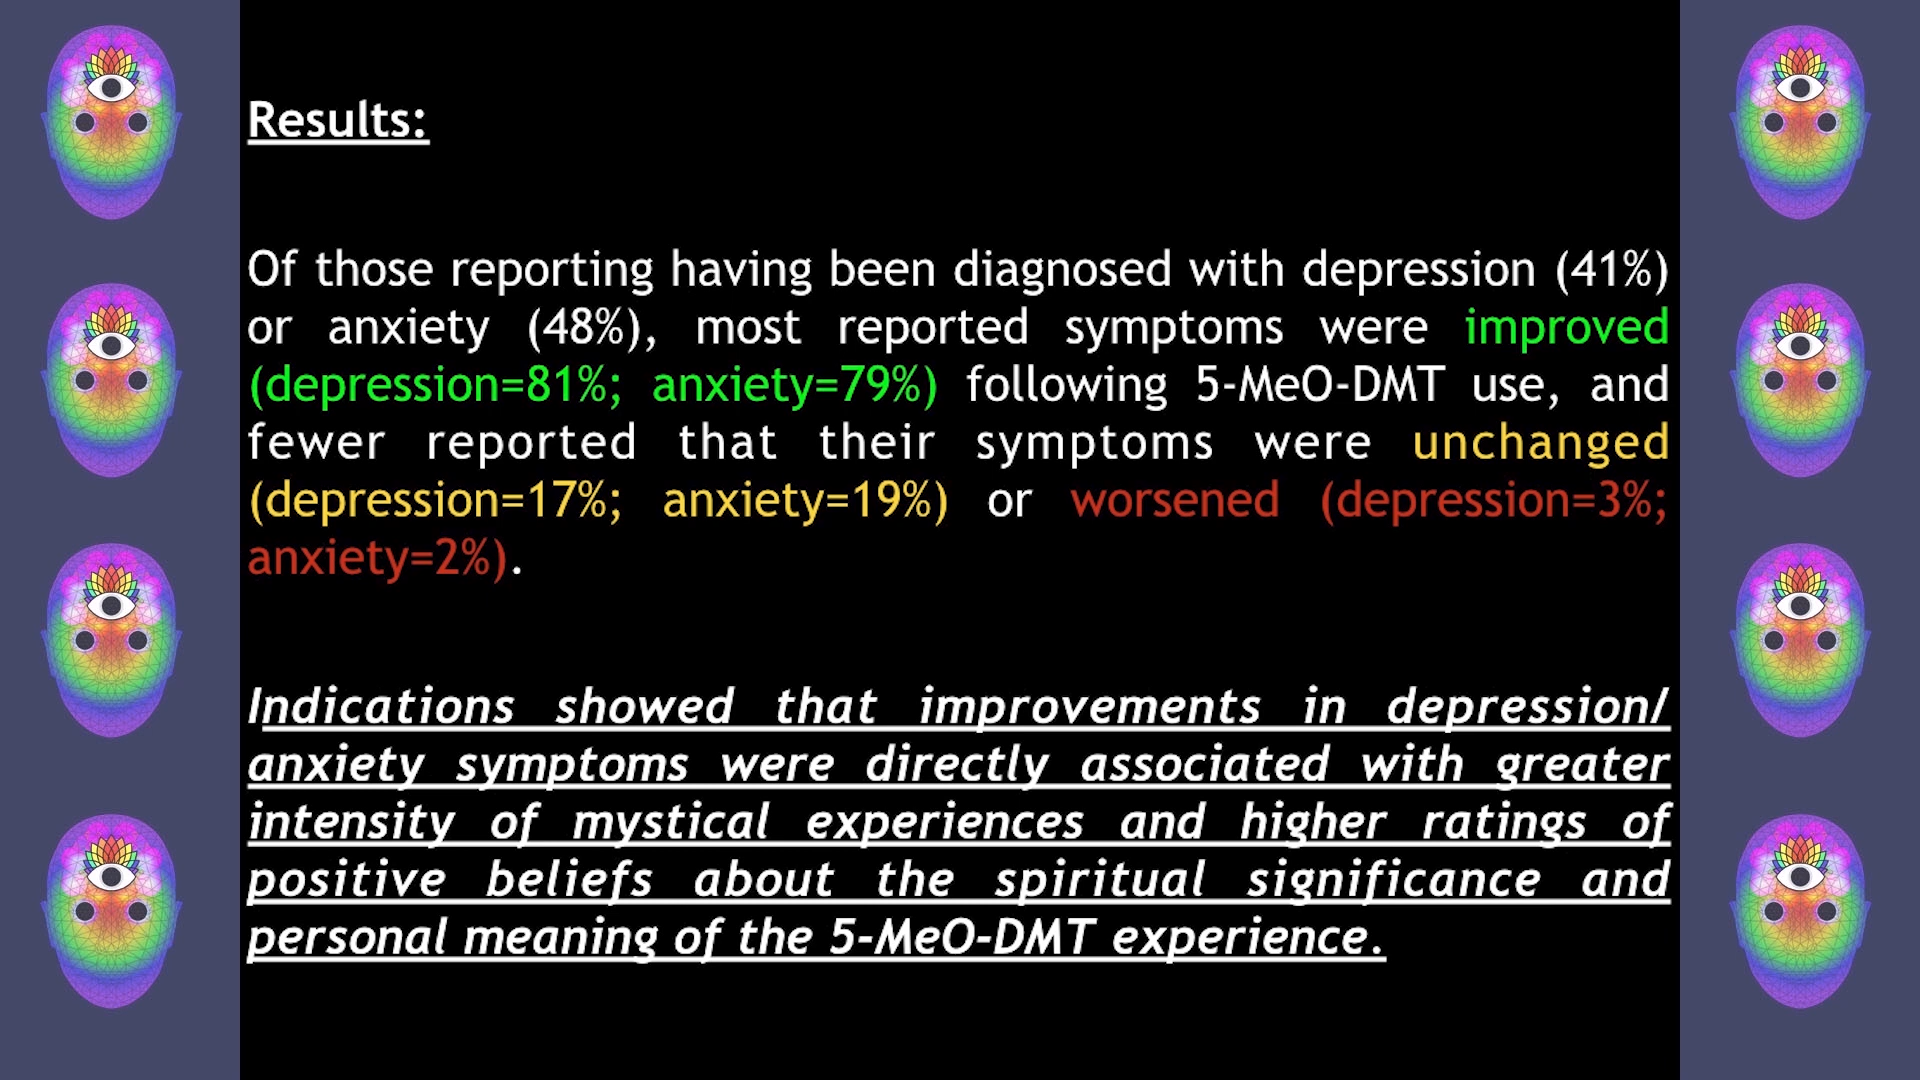 Results:
Of those reporting having been diagnosed with depression (41%)
or anxiety (48%), most reported symptoms were improved
(depression=81%; anxiety=79%) following 5-MeO-DMT use, and
fewer reported that their symptoms were unchanged
(depression=17%; anxiety=19%) or worsened (depression=3%;
anxiety=2%).
Indications showed that improvements in depression/
anxiety symptoms were directly associated with greater
intensity of mystical experiences and higher ratings of
positive beliefs about the spiritual significance and
personal meaning of the 5-MeO-DMT experience.